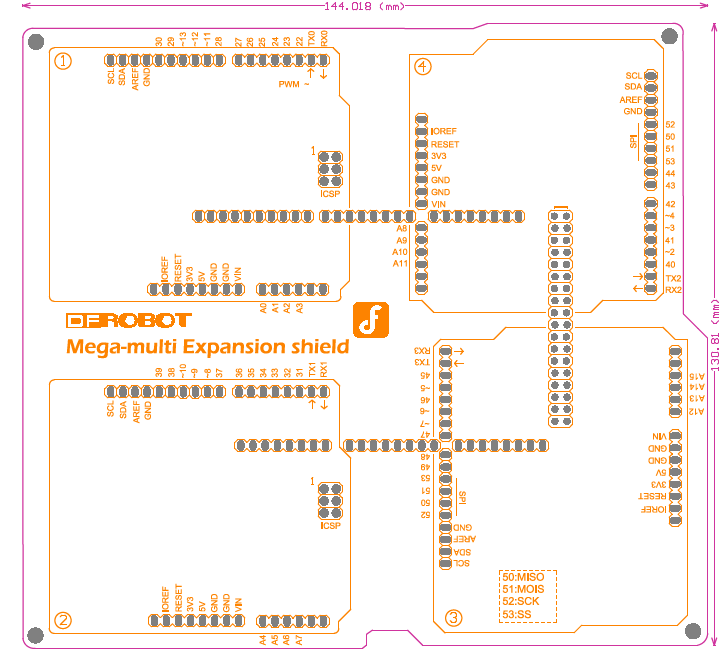 144.018 (mm)
1
30
29
~13
~12
~11
28
27
26
25
24
23
22
TX0
RX0
SCL
SDA
AREF
GND
PWM ~
1
ICSP
IOREF
RESET
3V3
5V
GND
GND
VIN
A0
A1
A2
A3
4
SCL
SDA
AREF
GND
52
50
51
53
SPI
44
43
42
~4
~3
41
~2
40
TX2
RX2
IOREF
RESET
3V3
5V
GND
GND
VIN
A8
A9
A10
A11
130.81 (mm)
DFROBOT
Mega-multi Expansion shield
39
38
~10
~9
~8
37
36
35
34
33
32
31
TX1
RX1
SCL
SDA
AREF
GND
1
ICSP
IOREF
RESET
3V3
5V
GND
GND
VIN
2
A4
A5
A6
A7
RX3
TX3
45
~5
46
~6
~7
47
48
49
53
51
50
52
SPI
GND
AREF
SDA
SCL
A15
A14
A13
A12
VIN
GND
GND
5V
3V3
RESET
IOREF
50:MISO
51:MOIS
52:SCK
53:SS
3